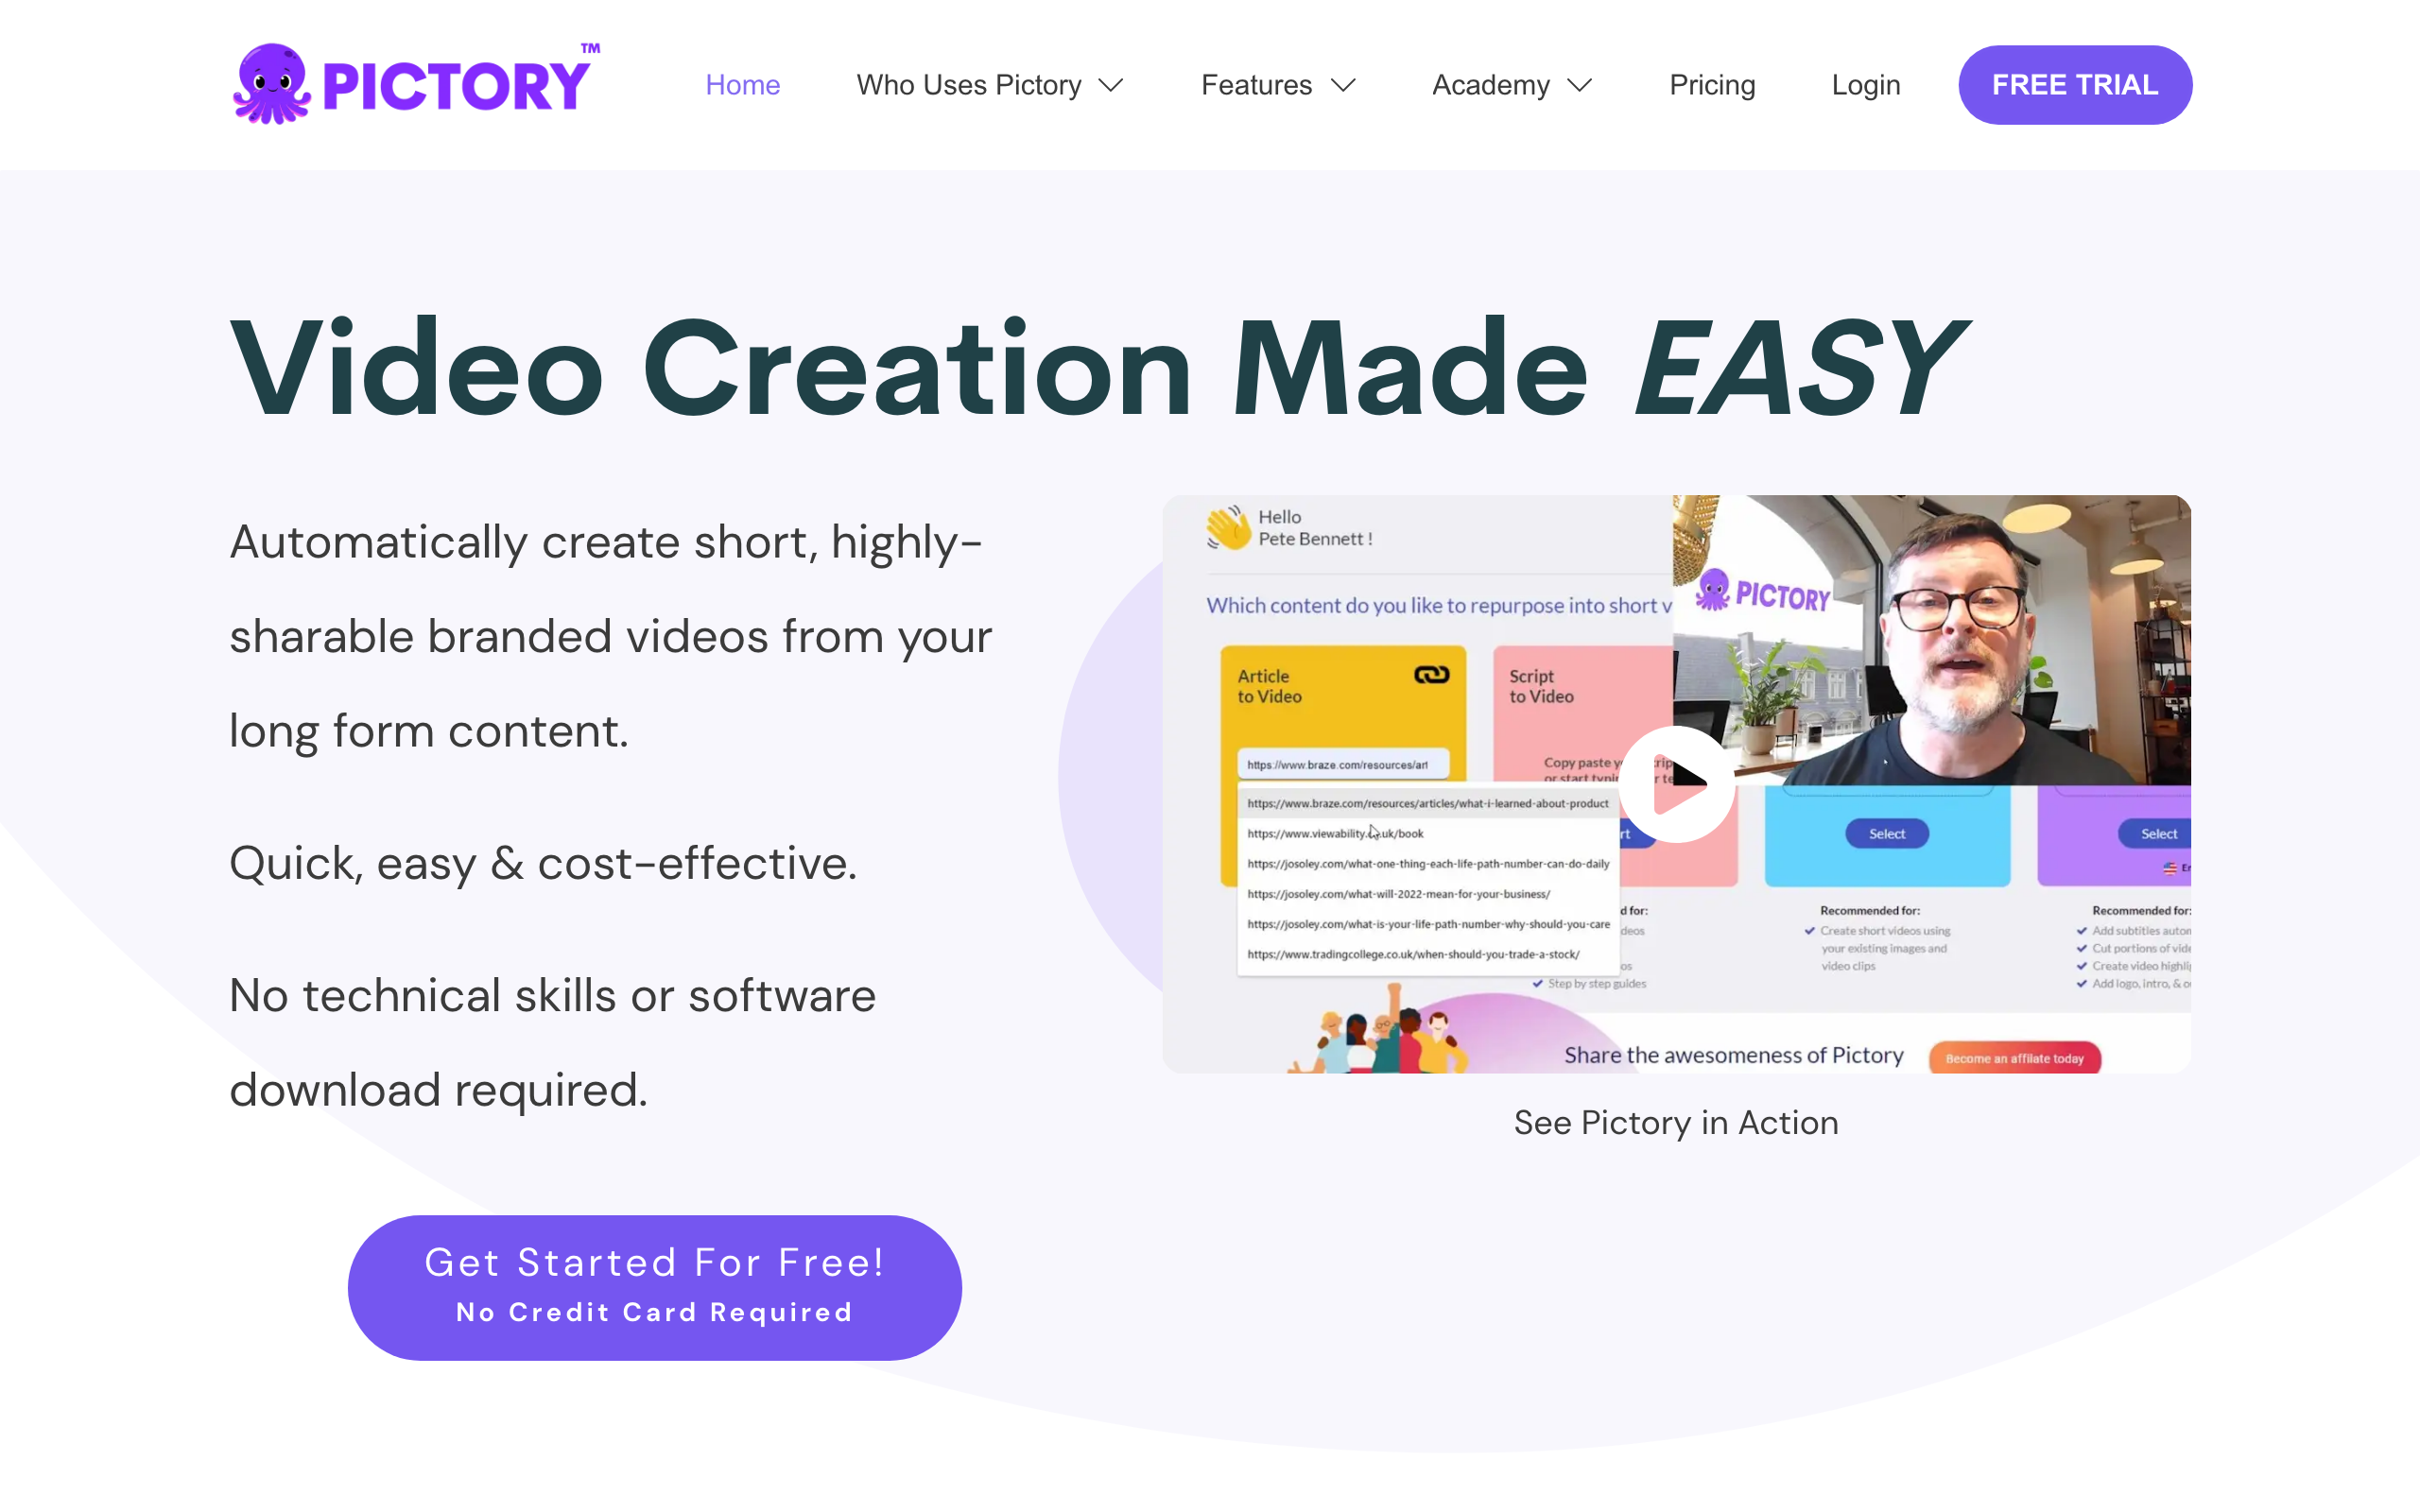 PICTORY™
Home
Who Uses Pictory
Features
Academy
Pricing
Login
FREE TRIAL
Video Creation Made EASY
Automatically create short, highly-
sharable branded videos from your
long form content.
Quick, easy & cost-effective.
No technical skills or software
download required.
Get Started For Free!
No Credit Card Required
Hello
Pete Bennett !
Which content do you like to repurpose into short v
PICTORY
Article
to Video
https://www.braze.com/resources/art
https://www.braze.com/resources/articles/what-i-learned-about-product
https://www.viewability.co.uk/book
https://josoley.com/what-one-thing-each-life-path-number-can-do-daily
https://josoley.com/what-will-2022-mean-for-your-business/
https://josoley.com/what-is-your-life-path-number-why-should-you-care
https://www.tradingcollege.co.uk/when-should-you-trade-a-stock/
Script
to Video
Copy paste
Step by step guides
Select
Recommended for:
Create short videos using
your existing images and
video clips
Select
Recommended for:
Add subtitles
Cut portions of
Create video
Add logo, intro, &
Share the awesomeness of Pictory
Become an affilate today
See Pictory in Action